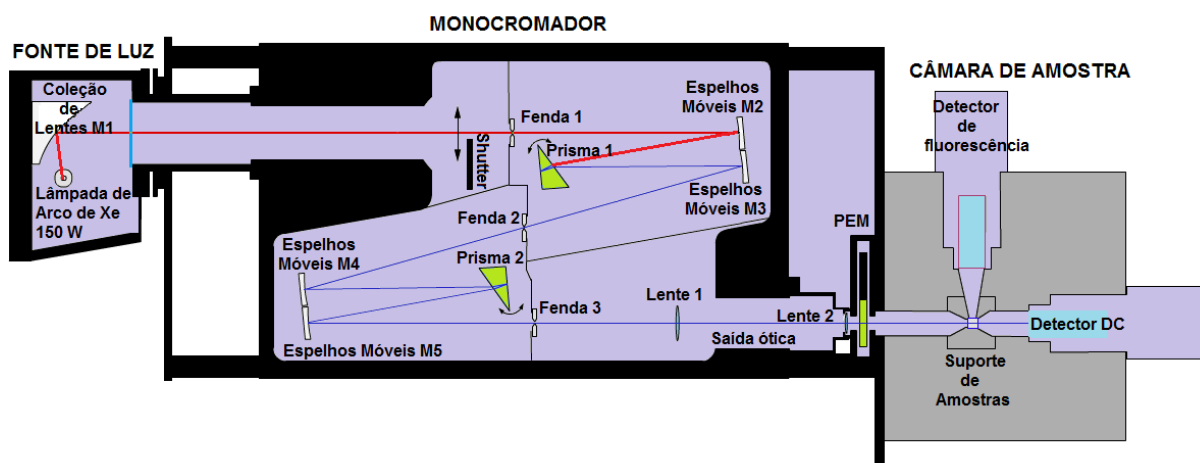 MONOCROMADOR
FONTE DE LUZ
CÂMARA DE AMOSTRA
Coleção
de
Lentes M1
Lâmpada de
Arco de Xe
150 W
Shutter
Fenda 1
Prisma 1
Espelhos
Móveis M2
Espelhos
Móveis M3
Fenda 2
Prisma 2
Espelhos
Móveis M4
Fenda 3
Espelhos Móveis M5
Lente 1
Saída ótica
Lente 2
PEM
Detector
de
fluorescência
Detector DC
Suporte
de
Amostras